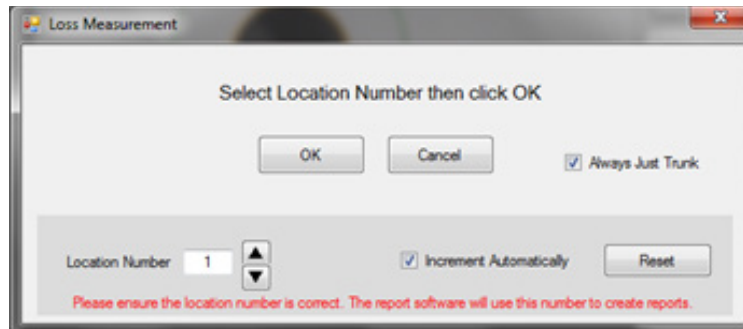 Loss Measurement
Select Location Number then click OK
OK Cancel Always Just Trunk
Location Number 1 Increment Automatically Reset
Please ensure the location number is correct. The report software will use this number to create reports.